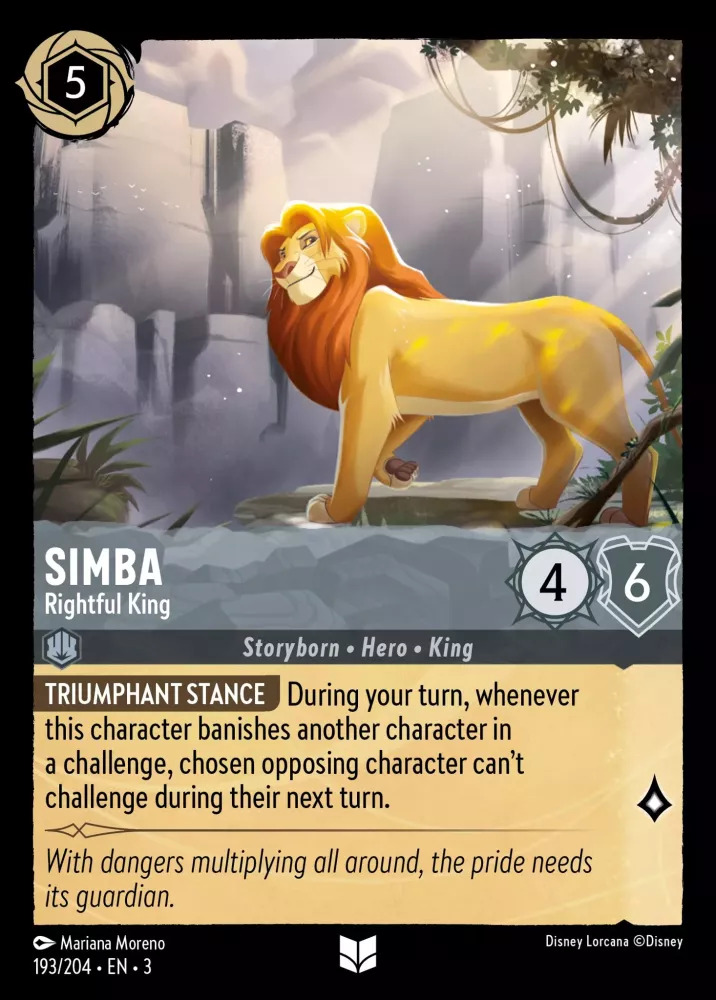 5
SIMBA
Rightful King
4
6
Storyborn • Hero • King
TRIUMPHANT STANCE During your turn, whenever
this character banishes another character in
a challenge, chosen opposing character can't
challenge during their next turn.
With dangers multiplying all around, the pride needs
its guardian.
Mariana Moreno
Disney Lorcana ©Disney
193/204 • EN • 3